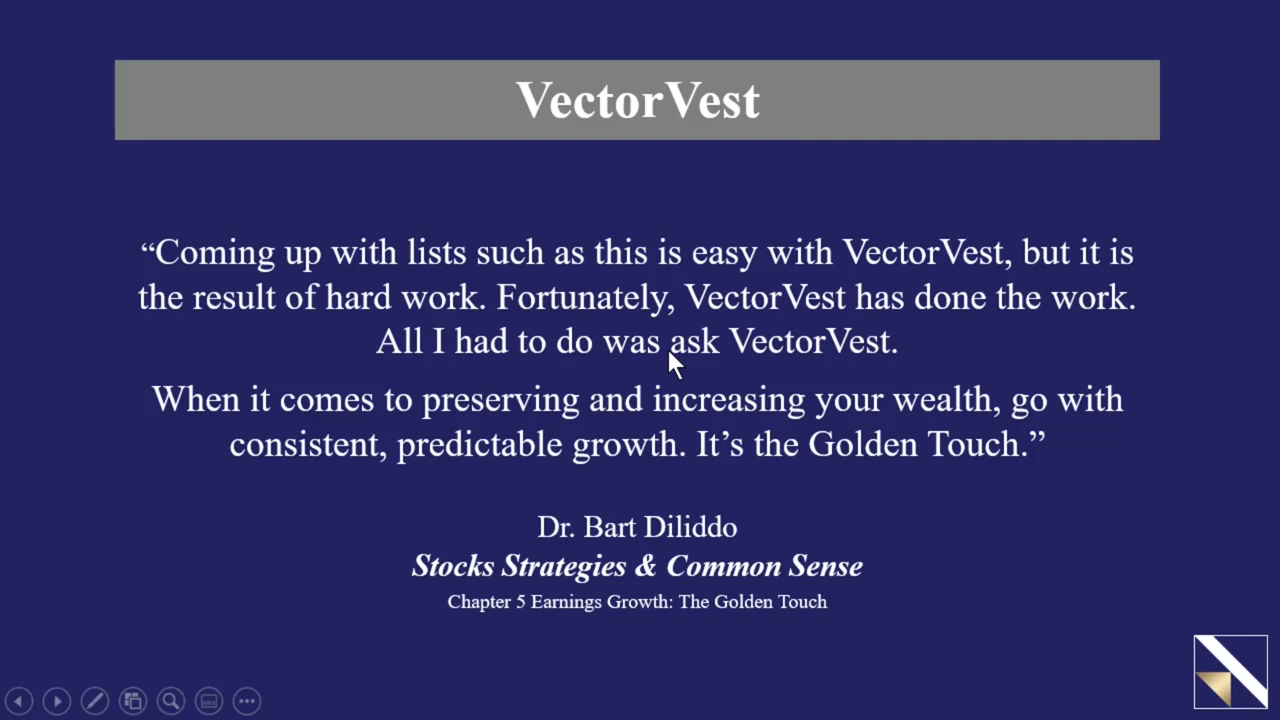 VectorVest
“Coming up with lists such as this is easy with VectorVest, but it is
the result of hard work. Fortunately, VectorVest has done the work.
All I had to do was ask VectorVest.
When it comes to preserving and increasing your wealth, go with
consistent, predictable growth. It’s the Golden Touch.”
Dr. Bart Diliddo
Stocks Strategies & Common Sense
Chapter 5 Earnings Growth: The Golden Touch